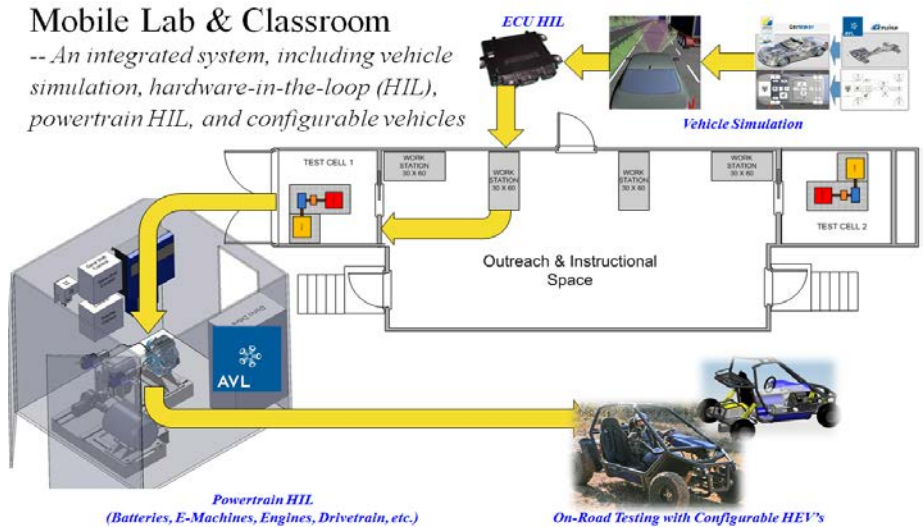 Mobile Lab & Classroom
-- An integrated system, including vehicle
simulation, hardware-in-the-loop (HIL),
powertrain HIL, and configurable vehicles
ECU HIL
CarMaker
AVL
Cruise
Vehicle Simulation
TEST CELL 1
WORK
STATION
30 X 60
WORK
STATION
30 X 60
WORK
STATION
30 X 60
WORK
STATION
30 X 60
TEST CELL 2
Outreach & Instructional
Space
AVL
Powertrain HIL
(Batteries, E-Machines, Engines, Drivetrain, etc.)
On-Road Testing with Configurable HEV's